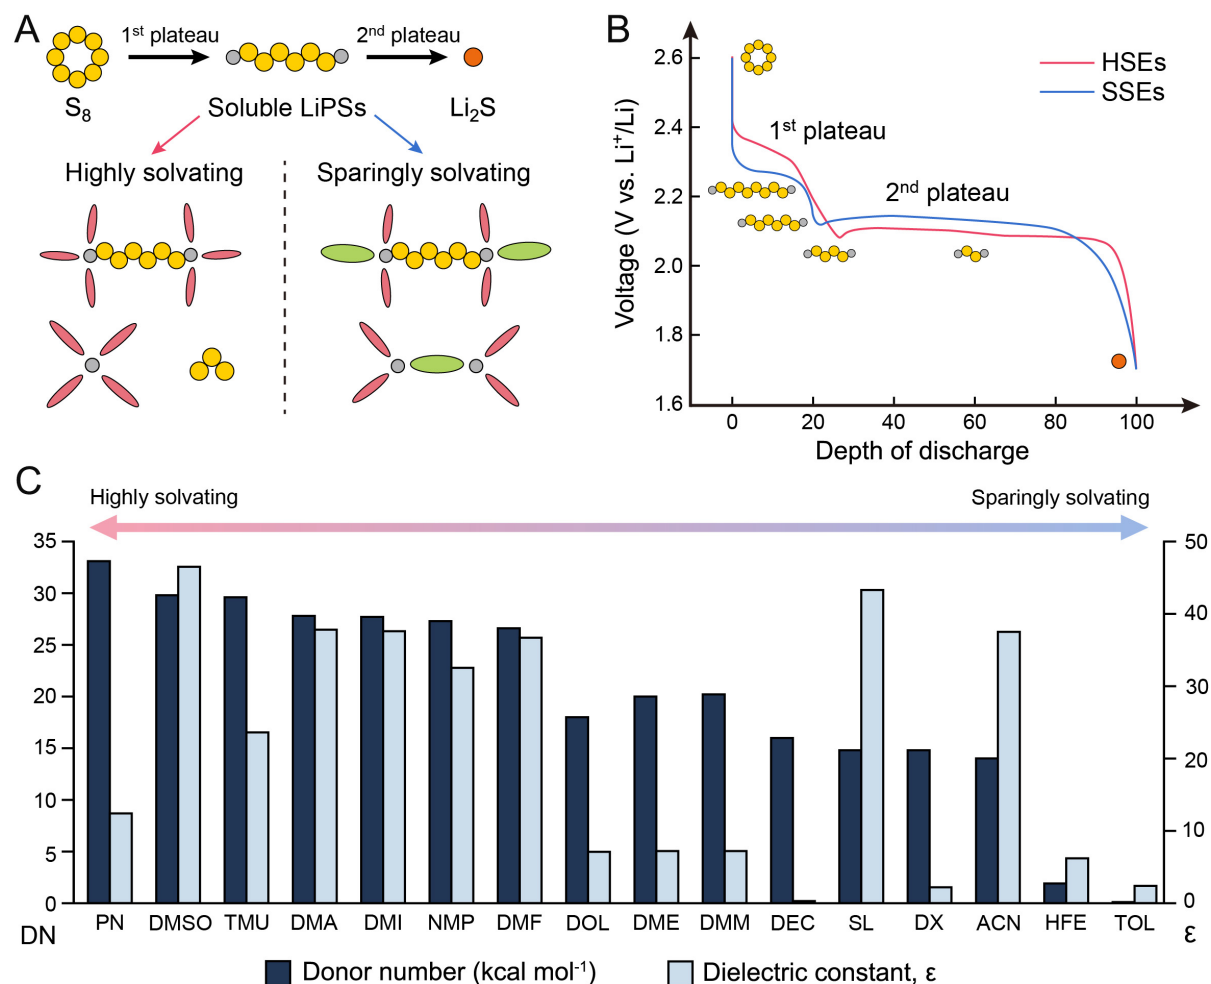 A
1st plateau
2nd plateau
S8
Soluble LiPSs
Li2S
Highly solvating
Sparingly solvating
B
HSEs
SSEs
1st plateau
2nd plateau
Voltage (V vs. Li+/Li)
2.6
2.4
2.2
2.0
1.8
1.6
0 20 40 60 80 100
Depth of discharge
C
Highly solvating
Sparingly solvating
35
30
25
20
15
10
5
0
50
40
30
20
10
0
PN DMSO TMU DMA DMI NMP DMF DOL DME DMM DEC SL DX ACN HFE TOL
DN
ε
Donor number (kcal mol-1)
Dielectric constant, ε